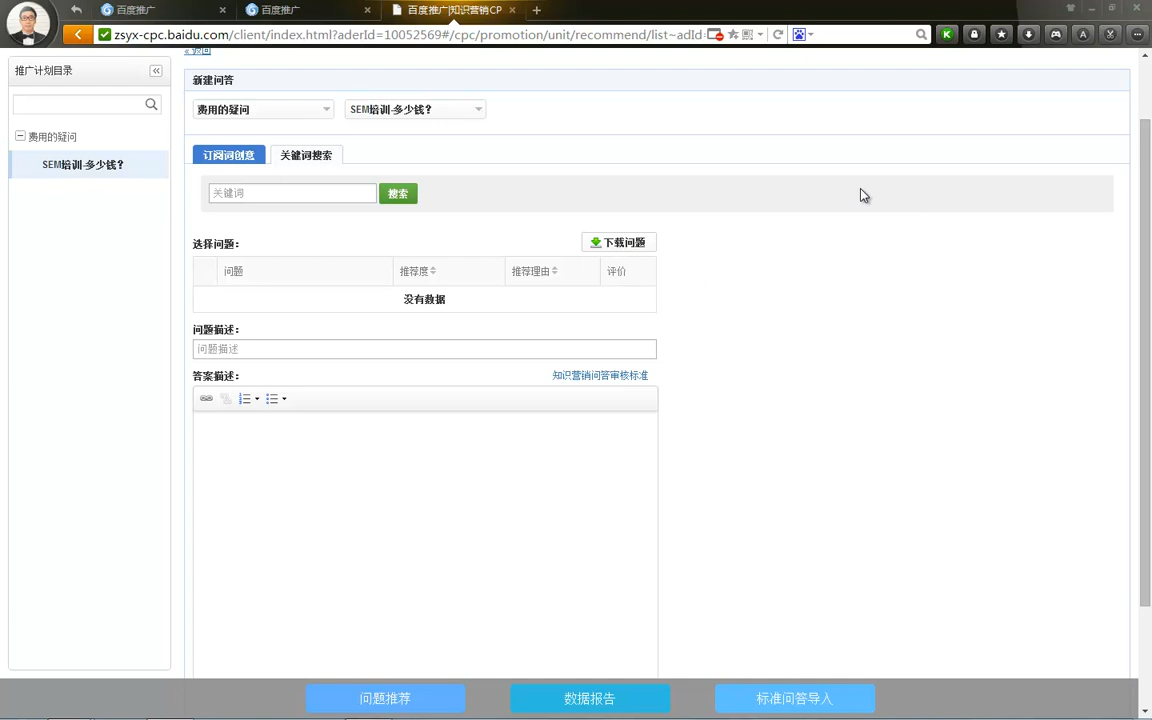 百度推广
百度推广
百度推广|知识营销CP
zsyx-cpc.baidu.com/client/index.html?aderId=10052569#/cpc/promotion/unit/recommend/list~adId
«返回
推广计划目录
费用的疑问
SEM培训-多少钱?
新建问答
费用的疑问
SEM培训-多少钱?
订阅词创意
关键词搜索
关键词
搜索
选择问题:
下载问题
问题
推荐度
推荐理由
评价
没有数据
问题描述:
问题描述
答案描述:
知识营销问答审核标准
问题推荐
数据报告
标准问答导入